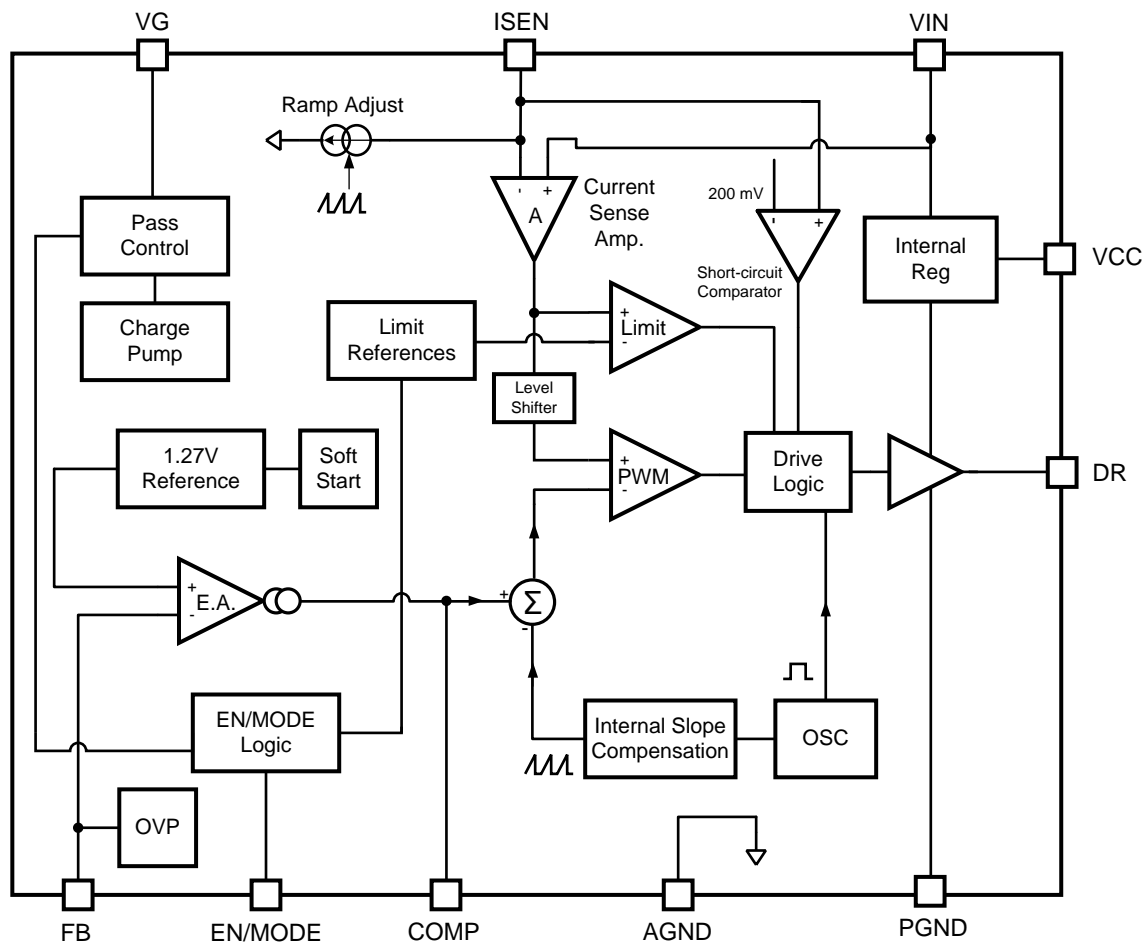 VG
ISEN
VIN
Ramp Adjust
- +
A
Current
Sense
Amp.
200 mV
- +
Pass
Control
Internal
Reg
VCC
Short-circuit
Comparator
Charge
Pump
Limit
References
+
Limit
-
Level
Shifter
1.27V
Reference
Soft
Start
+
PWM
-
Drive
Logic
DR
+
E.A.
-
+
Σ
-
EN/MODE
Logic
Internal Slope
Compensation
OSC
OVP
FB
EN/MODE
COMP
AGND
PGND